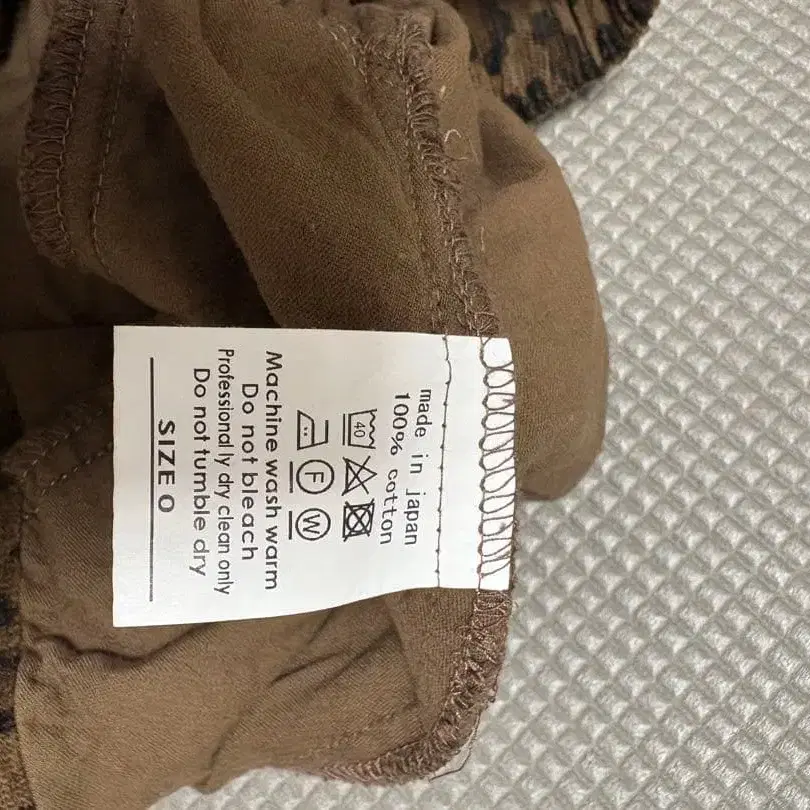 made in japan
100% cotton
40
F W
Machine wash warm
Do not bleach
Professionally dry clean only
Do not tumble dry
SIZE 0